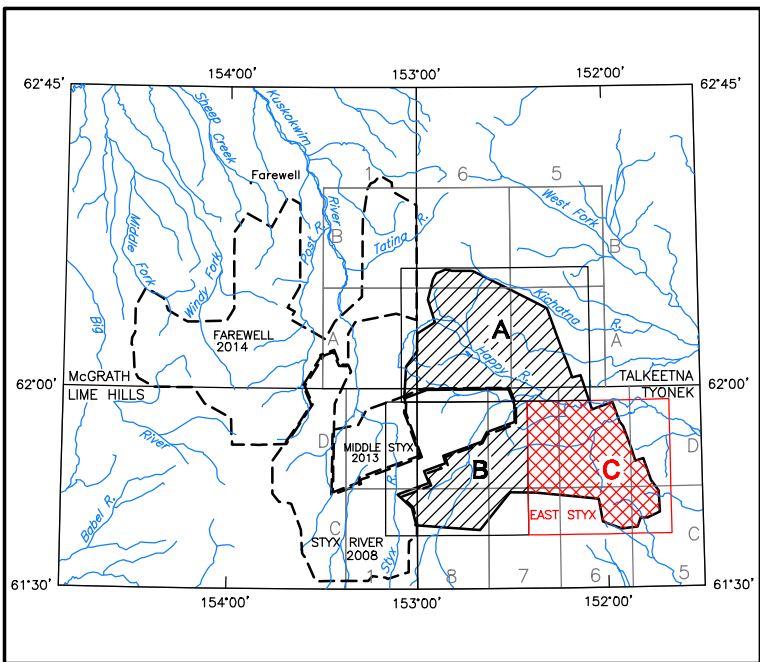 154°00' 153°00' 152°00'
62°45' 62°45'
Sheep Creek
Kuskokwim
River
Farewell
1 6 5
West Fork
Middle
Fork
Post R.
B
Tatina R.
B
Windy Fork
Kichatna
R.
Big
A
FAREWELL
2014
A
A
Happy R.
McGRATH
62°00'
LIME HILLS
TALKEETNA
62°00'
TYONEK
River
D
MIDDLE STYX
2013
B
C
D
R.
Babel R.
C
STYX RIVER
2008
Styx
EAST STYX
C
61°30' 1 8 7 6 5 61°30'
154°00' 153°00' 152°00'